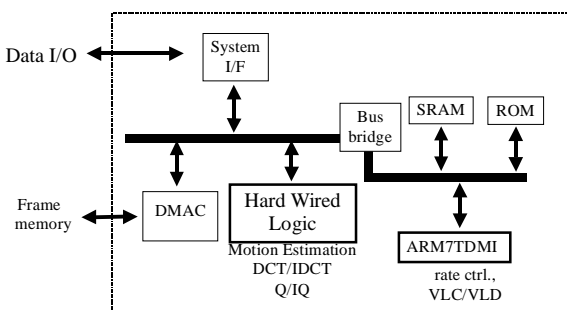 Data I/O
System
I/F
Bus
bridge
SRAM
ROM
Frame
memory
DMAC
Hard Wired
Logic
Motion Estimation
DCT/IDCT
Q/IQ
ARM7TDMI
rate ctrl.,
VLC/VLD